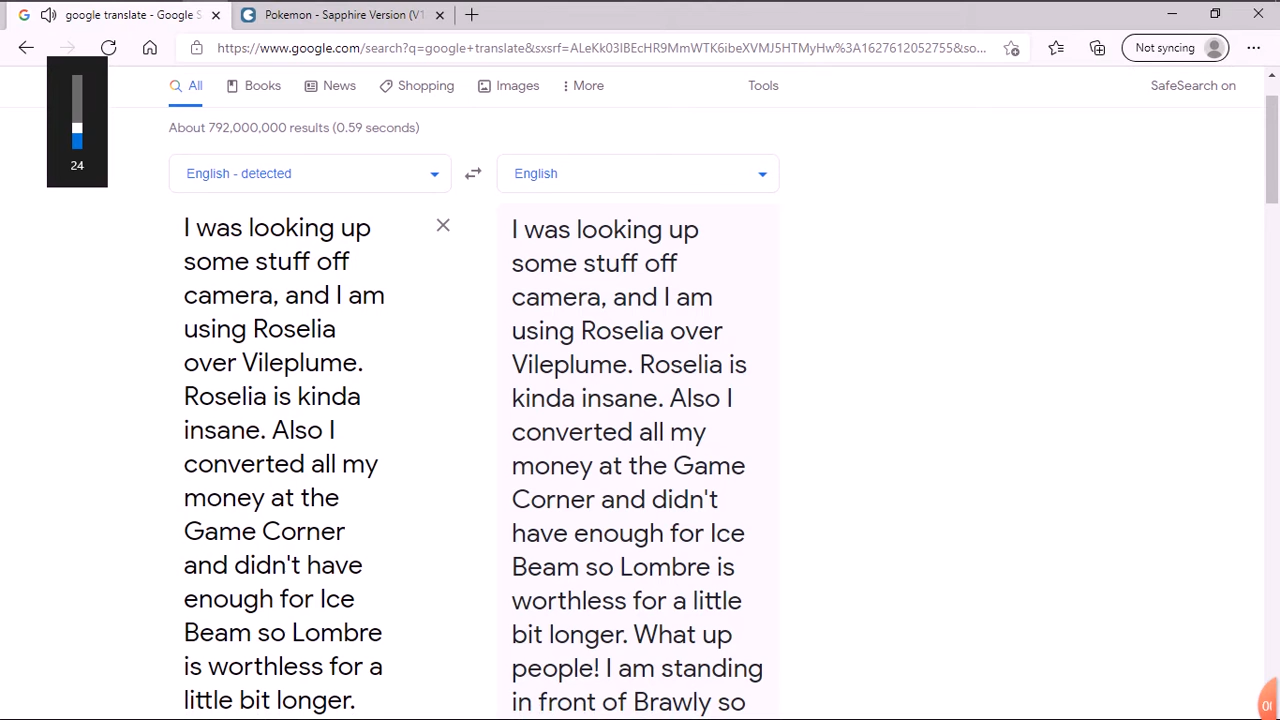 google translate - Google S
Pokemon - Sapphire Version (V1
https://www.google.com/search?q=google+translate&sxsrf=ALeKk03IBEcHR9MmWTK6ibeXVMJ5HTMyHw%3A1627612052755&so...
Not syncing
All
Books
News
Shopping
Images
More
Tools
SafeSearch on
About 792,000,000 results (0.59 seconds)
24
English - detected
English
I was looking up
some stuff off
camera, and I am
using Roselia
over Vileplume.
Roselia is kinda
insane. Also I
converted all my
money at the
Game Corner
and didn't have
enough for Ice
Beam so Lombre
is worthless for a
little bit longer.
I was looking up
some stuff off
camera, and I am
using Roselia over
Vileplume. Roselia is
kinda insane. Also I
converted all my
money at the Game
Corner and didn't
have enough for Ice
Beam so Lombre is
worthless for a little
bit longer. What up
people! I am standing
in front of Brawly so